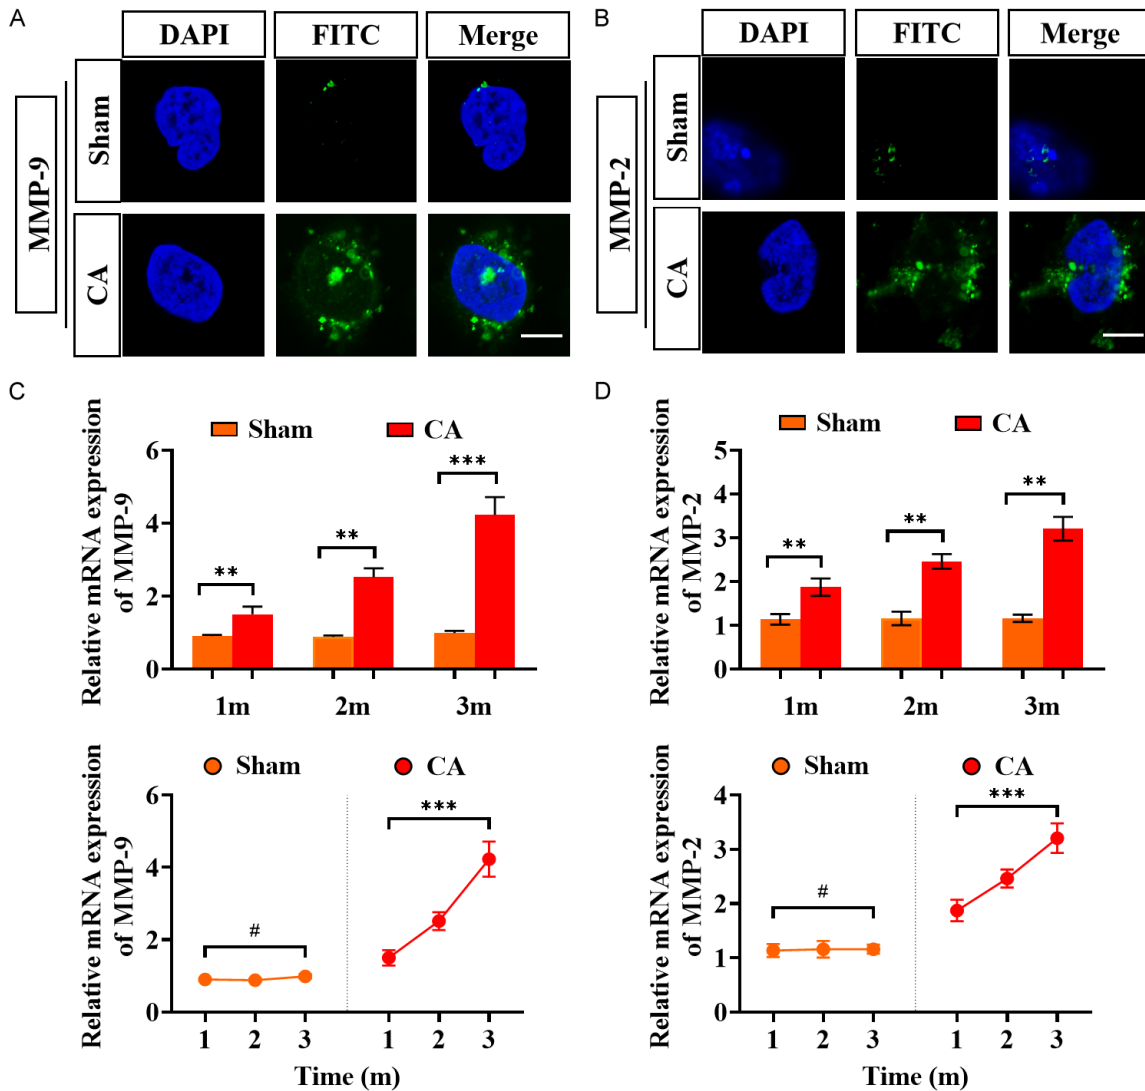 A
DAPI FITC Merge
MMP-9
Sham
CA
B
DAPI FITC Merge
MMP-2
Sham
CA
C
Sham CA
Relative mRNA expression
of MMP-9
6
4
2
0
** ** ***
1m 2m 3m
Sham CA
Relative mRNA expression
of MMP-9
6
4
2
0
# ***
1 2 3 1 2 3
Time (m)
D
Sham CA
Relative mRNA expression
of MMP-2
5
4
3
2
1
0
** ** **
1m 2m 3m
Sham CA
Relative mRNA expression
of MMP-2
4
3
2
1
0
# ***
1 2 3 1 2 3
Time (m)